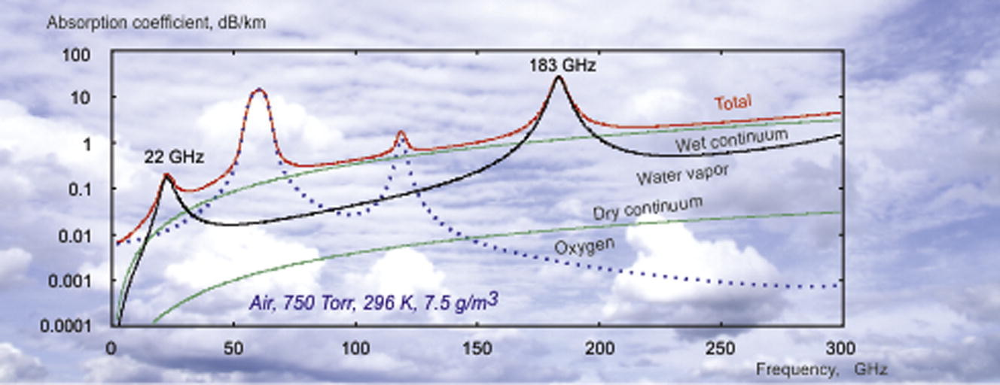 Absorption coefficient, dB/km
100
183 GHz
10
Total
1
Wet continuum
22 GHz
Water vapor
0.1
Dry continuum
0.01
Oxygen
0.001
Air, 750 Torr, 296 K, 7.5 g/m3
0.0001
0 50 100 150 200 250 300
Frequency, GHz